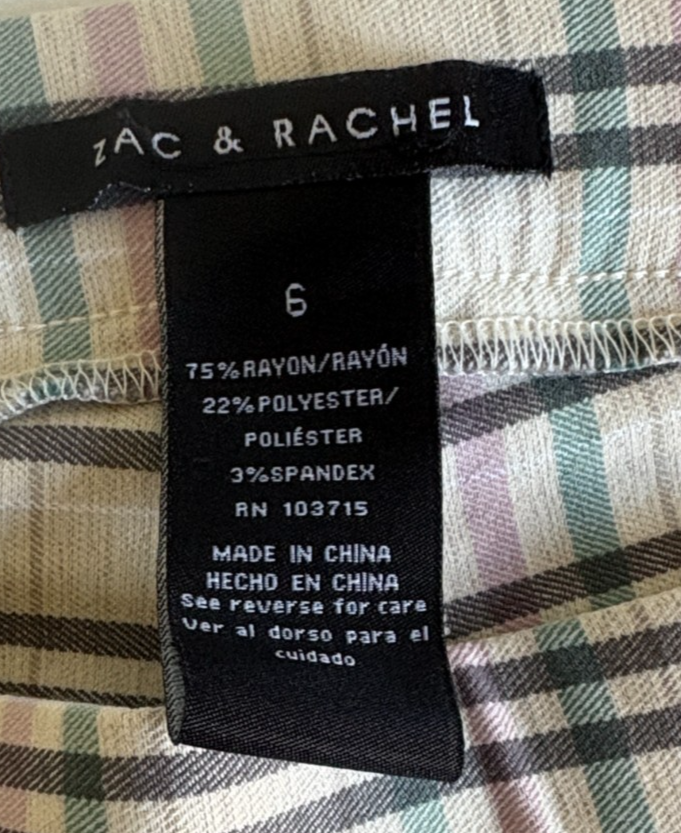 ZAC & RACHEL
6
75%RAYON/RAYÓN
22%POLYESTER/
POLIÉSTER
3%SPANDEX
RN 103715
MADE IN CHINA
HECHO EN CHINA
See reverse for care
Ver al dorso para el
cuidado